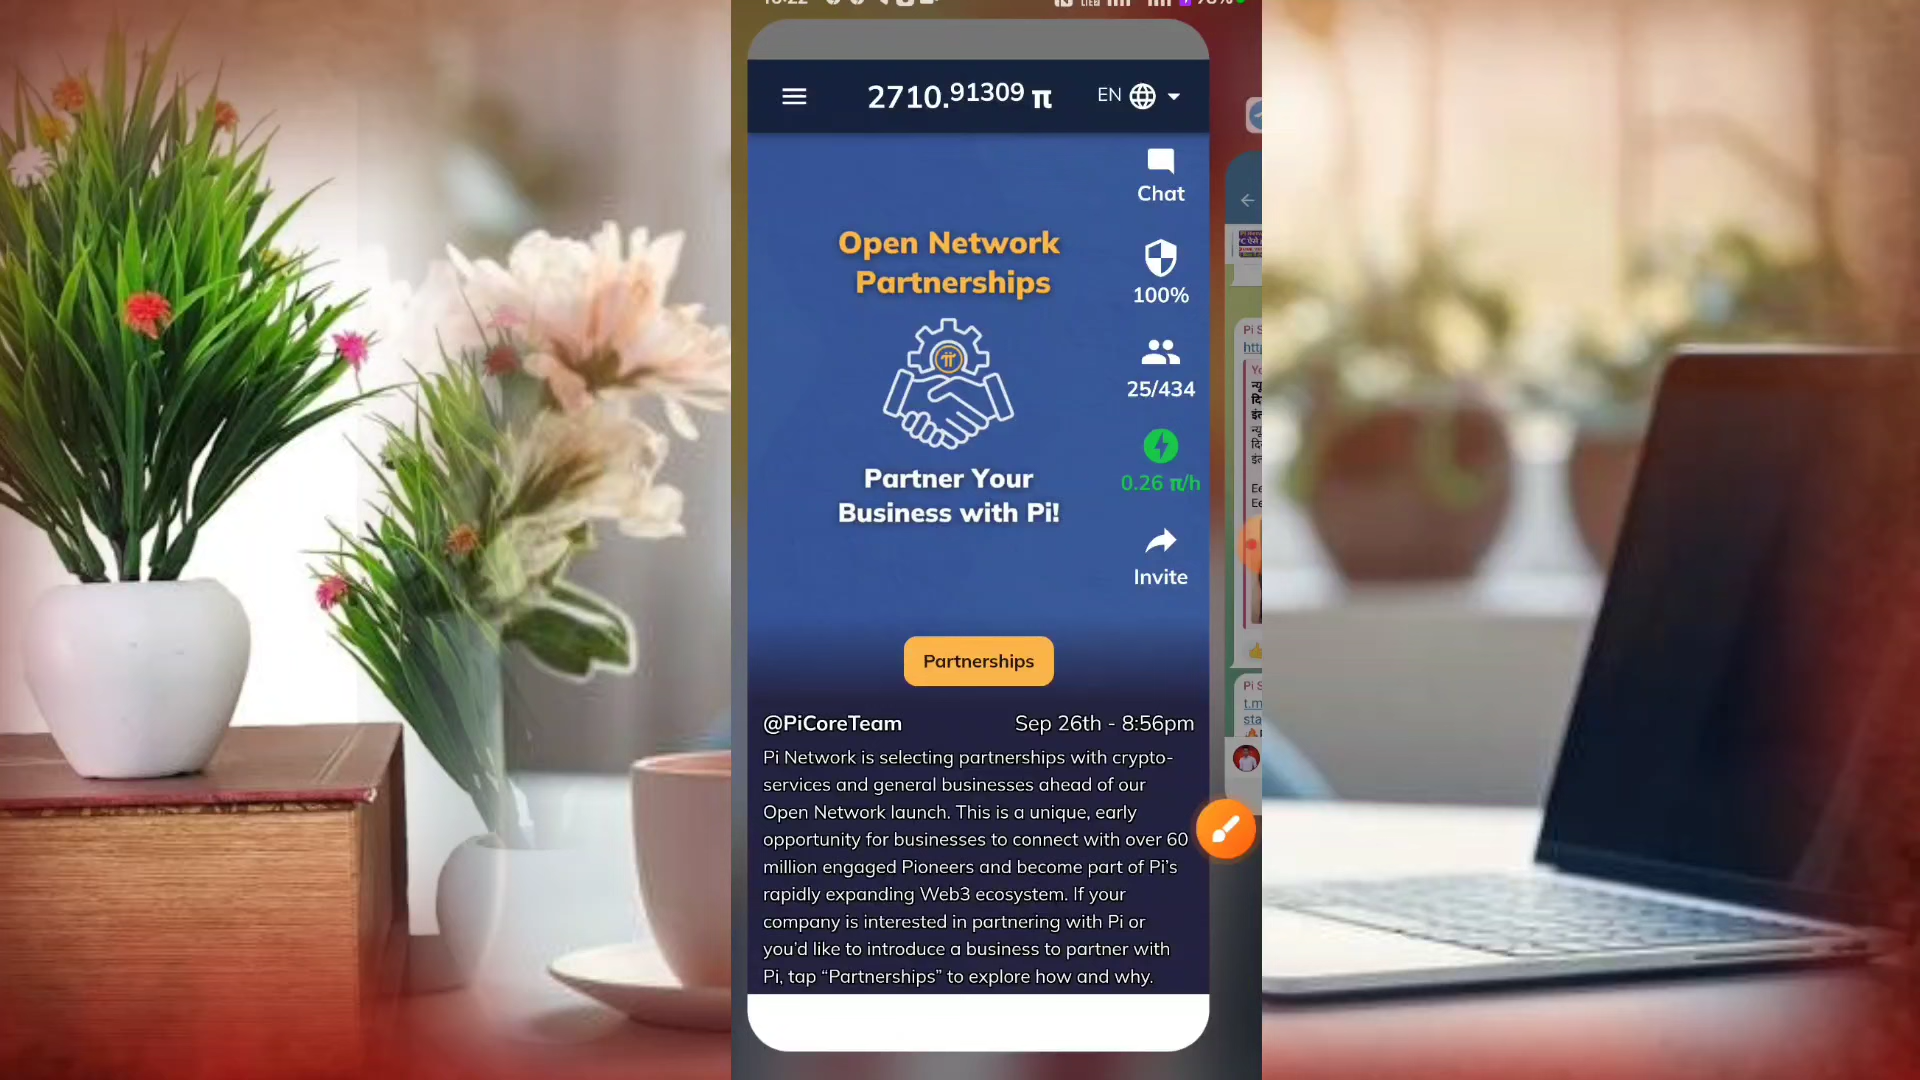 2710.91309 π
EN
Chat
Open Network
Partnerships
100%
25/434
Partner Your
Business with Pi!
0.26 π/h
Invite
Partnerships
@PiCoreTeam
Sep 26th - 8:56pm
Pi Network is selecting partnerships with crypto-
services and general businesses ahead of our
Open Network launch. This is a unique, early
opportunity for businesses to connect with over 60
million engaged Pioneers and become part of Pi’s
rapidly expanding Web3 ecosystem. If your
company is interested in partnering with Pi or
you’d like to introduce a business to partner with
Pi, tap “Partnerships” to explore how and why.